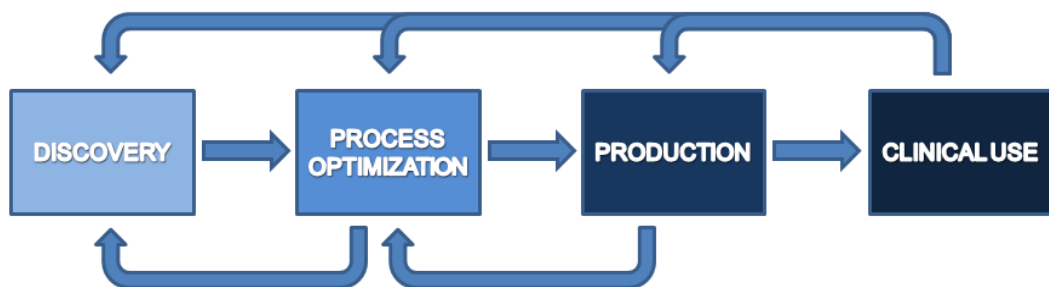 DISCOVERY
PROCESS
OPTIMIZATION
PRODUCTION
CLINICAL USE